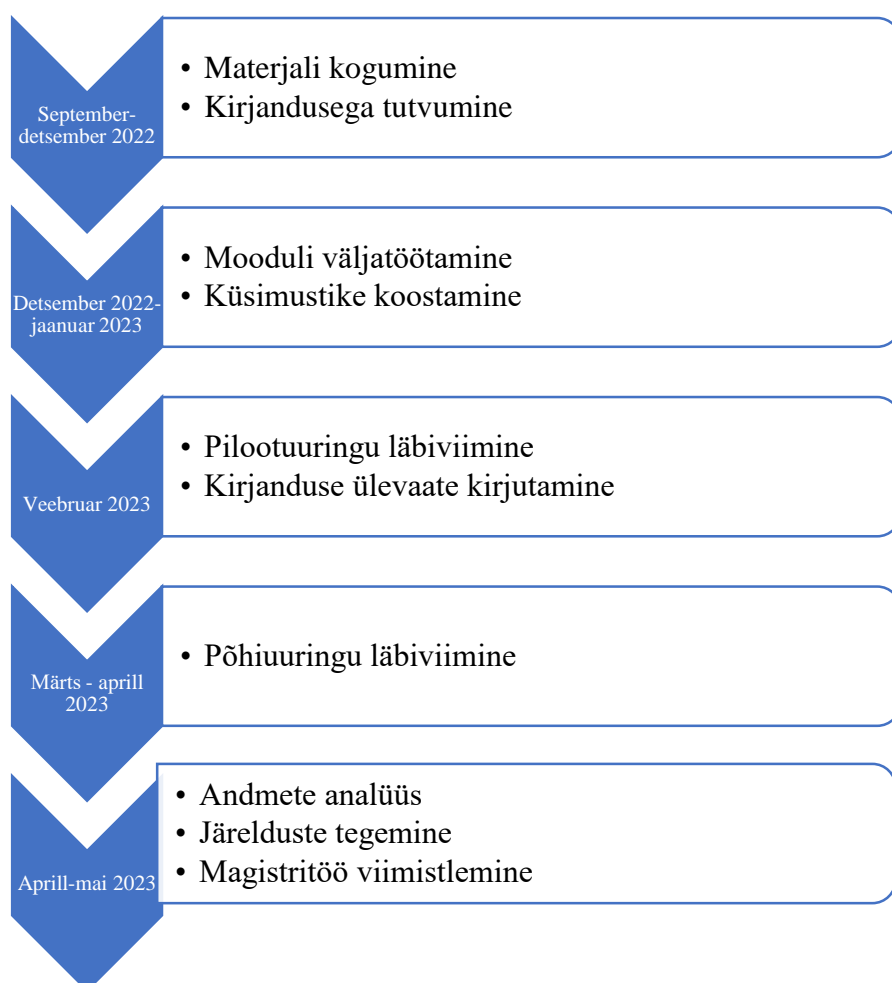 September-
detsember 2022
• Materjali kogumine
• Kirjandusega tutvumine
Detsember 2022-
jaanuar 2023
• Mooduli väljatöötamine
• Küsimustike koostamine
Veebruar 2023
• Pilootuuringu läbiviimine
• Kirjanduse ülevaate kirjutamine
Märts - aprill
2023
• Põhiuuringu läbiviimine
Aprill-mai 2023
• Andmete analüüs
• Järelduste tegemine
• Magistritöö viimistlemine